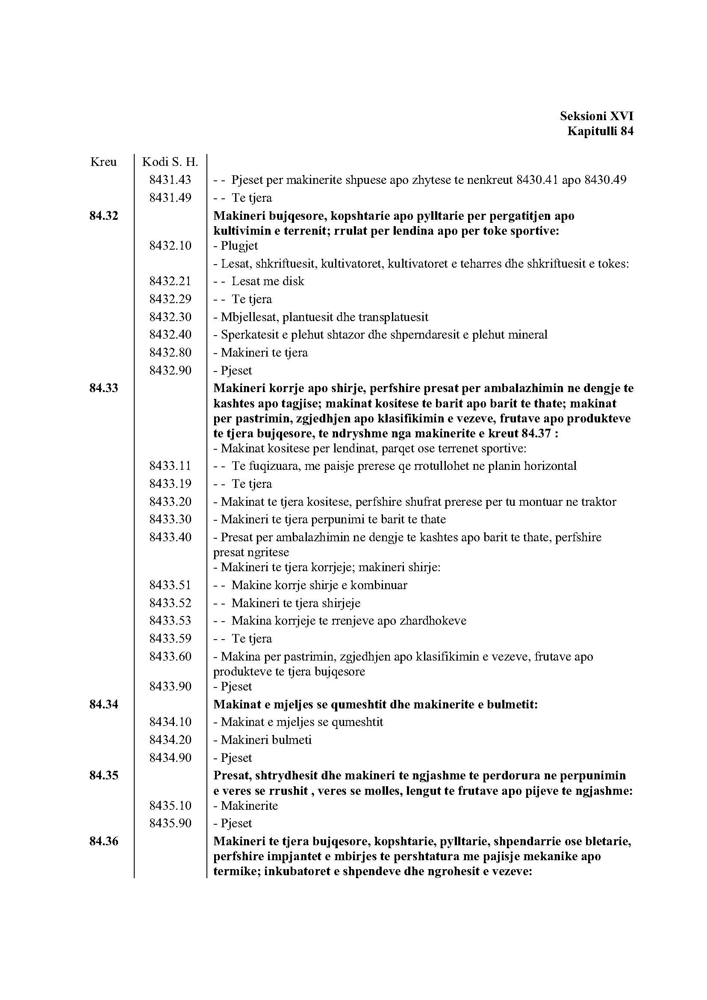 Seksioni XVI
Kapitulli 84
Kreu Kodi S. H.
8431.43 - - Pjeset per makinerite shpuese apo zhytese te nenkreut 8430.41 apo 8430.49
8431.49 - - Te tjera
84.32 Makineri bujqesore, kopshtarie apo pylltarie per pergatitjen apo
kultivimin e terrenit; rrulat per lendina apo per toke sportive:
8432.10 - Plugjet
- Lesat, shkriftuesit, kultivatoret, kultivatoret e teharres dhe shkriftuesit e tokes:
8432.21 - - Lesat me disk
8432.29 - - Te tjera
8432.30 - Mbjellesat, plantuesit dhe transplatuesit
8432.40 - Sperkatesit e plehut shtazor dhe shperndaresit e plehut mineral
8432.80 - Makineri te tjera
8432.90 - Pjeset
84.33 Makineri korrje apo shirje, perfshire presat per ambalazhimin ne dengje te
kashtes apo tagjise; makinat kositese te barit apo barit te thate; makinat
per pastrimin, zgjedhjen apo klasifikimin e vezeve, frutave apo produkteve
te tjera bujqesore, te ndryshme nga makinerite e kreut 84.37 :
- Makinat kositese per lendinat, parqet ose terrenet sportive:
8433.11 - - Te fuqizuara, me paisje prerese qe rrotullohet ne planin horizontal
8433.19 - - Te tjera
8433.20 - Makinat te tjera kositese, perfshire shufrat prerese per tu montuar ne traktor
8433.30 - Makineri te tjera perpunimi te barit te thate
8433.40 - Presat per ambalazhimin ne dengje te kashtes apo barit te thate, perfshire
presat ngritese
- Makineri te tjera korrjeje; makineri shirje:
8433.51 - - Makine korrje shirje e kombinuar
8433.52 - - Makineri te tjera shirjeje
8433.53 - - Makina korrjeje te rrenjeve apo zhardhokeve
8433.59 - - Te tjera
8433.60 - Makina per pastrimin, zgjedhjen apo klasifikimin e vezeve, frutave apo
produkteve te tjera bujqesore
8433.90 - Pjeset
84.34 Makinat e mjeljes se qumeshtit dhe makinerite e bulmetit:
8434.10 - Makinat e mjeljes se qumeshtit
8434.20 - Makineri bulmeti
8434.90 - Pjeset
84.35 Presat, shtrydhesit dhe makineri te ngjashme te perdorura ne perpunimin
e veres se rrushit , veres se molles, lengut te frutave apo pijeve te ngjashme:
8435.10 - Makinerite
8435.90 - Pjeset
84.36 Makineri te tjera bujqesore, kopshtarie, pylltarie, shpendarrie ose bletarie,
perfshire impjantet e mbirjes te pershtatura me pajisje mekanike apo
termike; inkubatoret e shpendeve dhe ngrohesit e vezeve: